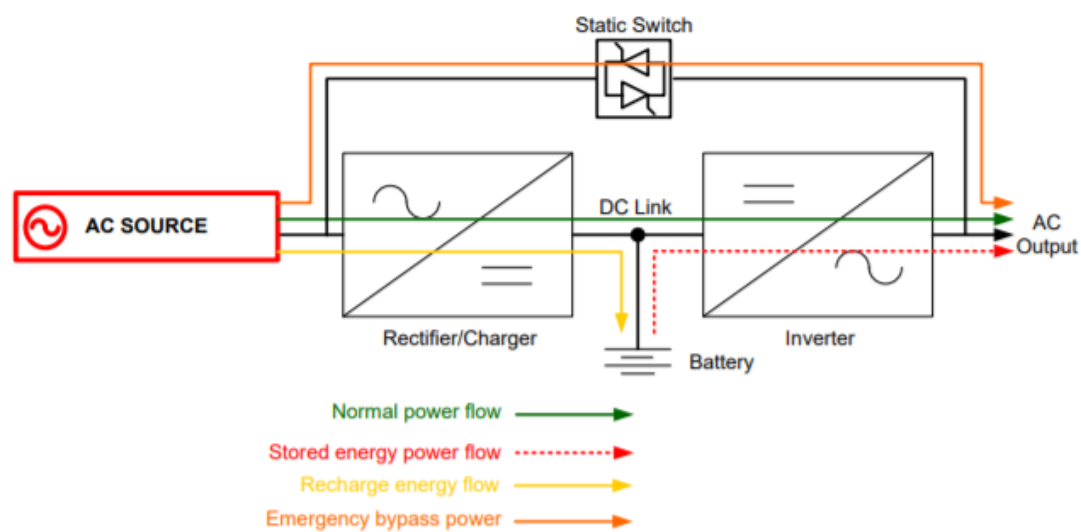 Static Switch
AC SOURCE
DC Link
AC
Output
Rectifier/Charger
Inverter
Battery
Normal power flow
Stored energy power flow
Recharge energy flow
Emergency bypass power